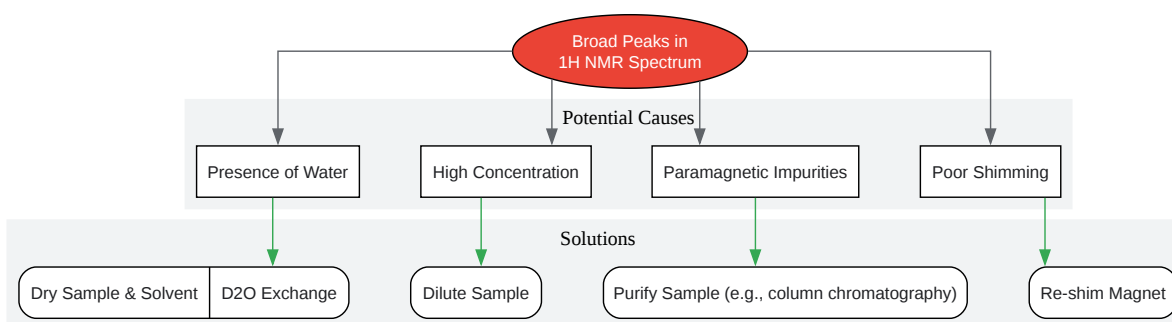 Broad Peaks in
1H NMR Spectrum
Potential Causes
Presence of Water
High Concentration
Paramagnetic Impurities
Poor Shimming
Solutions
Dry Sample & Solvent
D2O Exchange
Dilute Sample
Purify Sample (e.g., column chromatography)
Re-shim Magnet